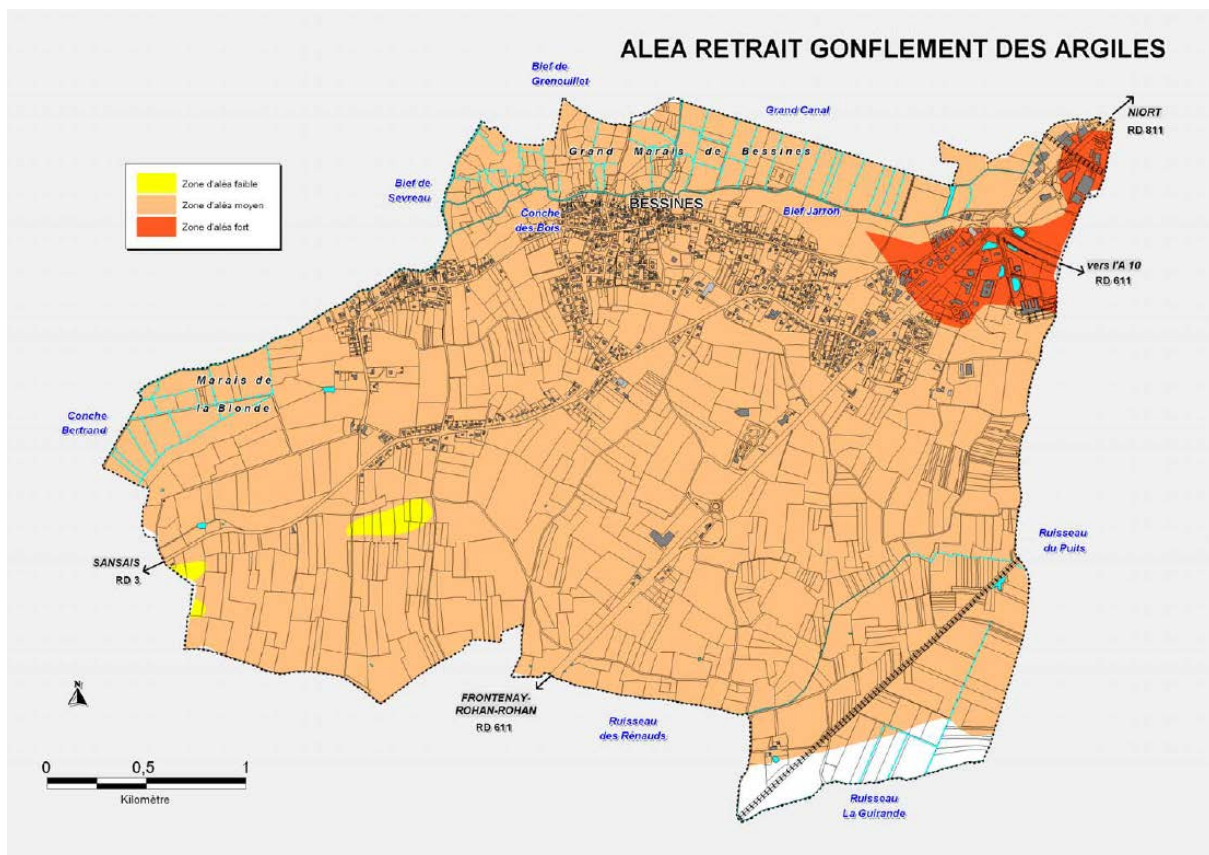 ALEA RETRAIT GONFLEMENT DES ARGILES
Bief de
Grenouillet
Grand Canal
NIORT
RD 811
Grand Marais de Bessines
Zone d'aléa faible
Zone d'aléa moyen
Zone d'aléa fort
Bief de
Sevreau
BESSINES
Conche
des Bois
Bief Jarron
vers l'A 10
RD 611
Marais de
la Blonde
Conche
Bertrand
Ruisseau
du Puits
SANSAIS
RD 3
N
FRONTENAY-
ROHAN-ROHAN
RD 611
Ruisseau
des Rénauds
0 0,5 1
Kilomètre
Ruisseau
La Guirande